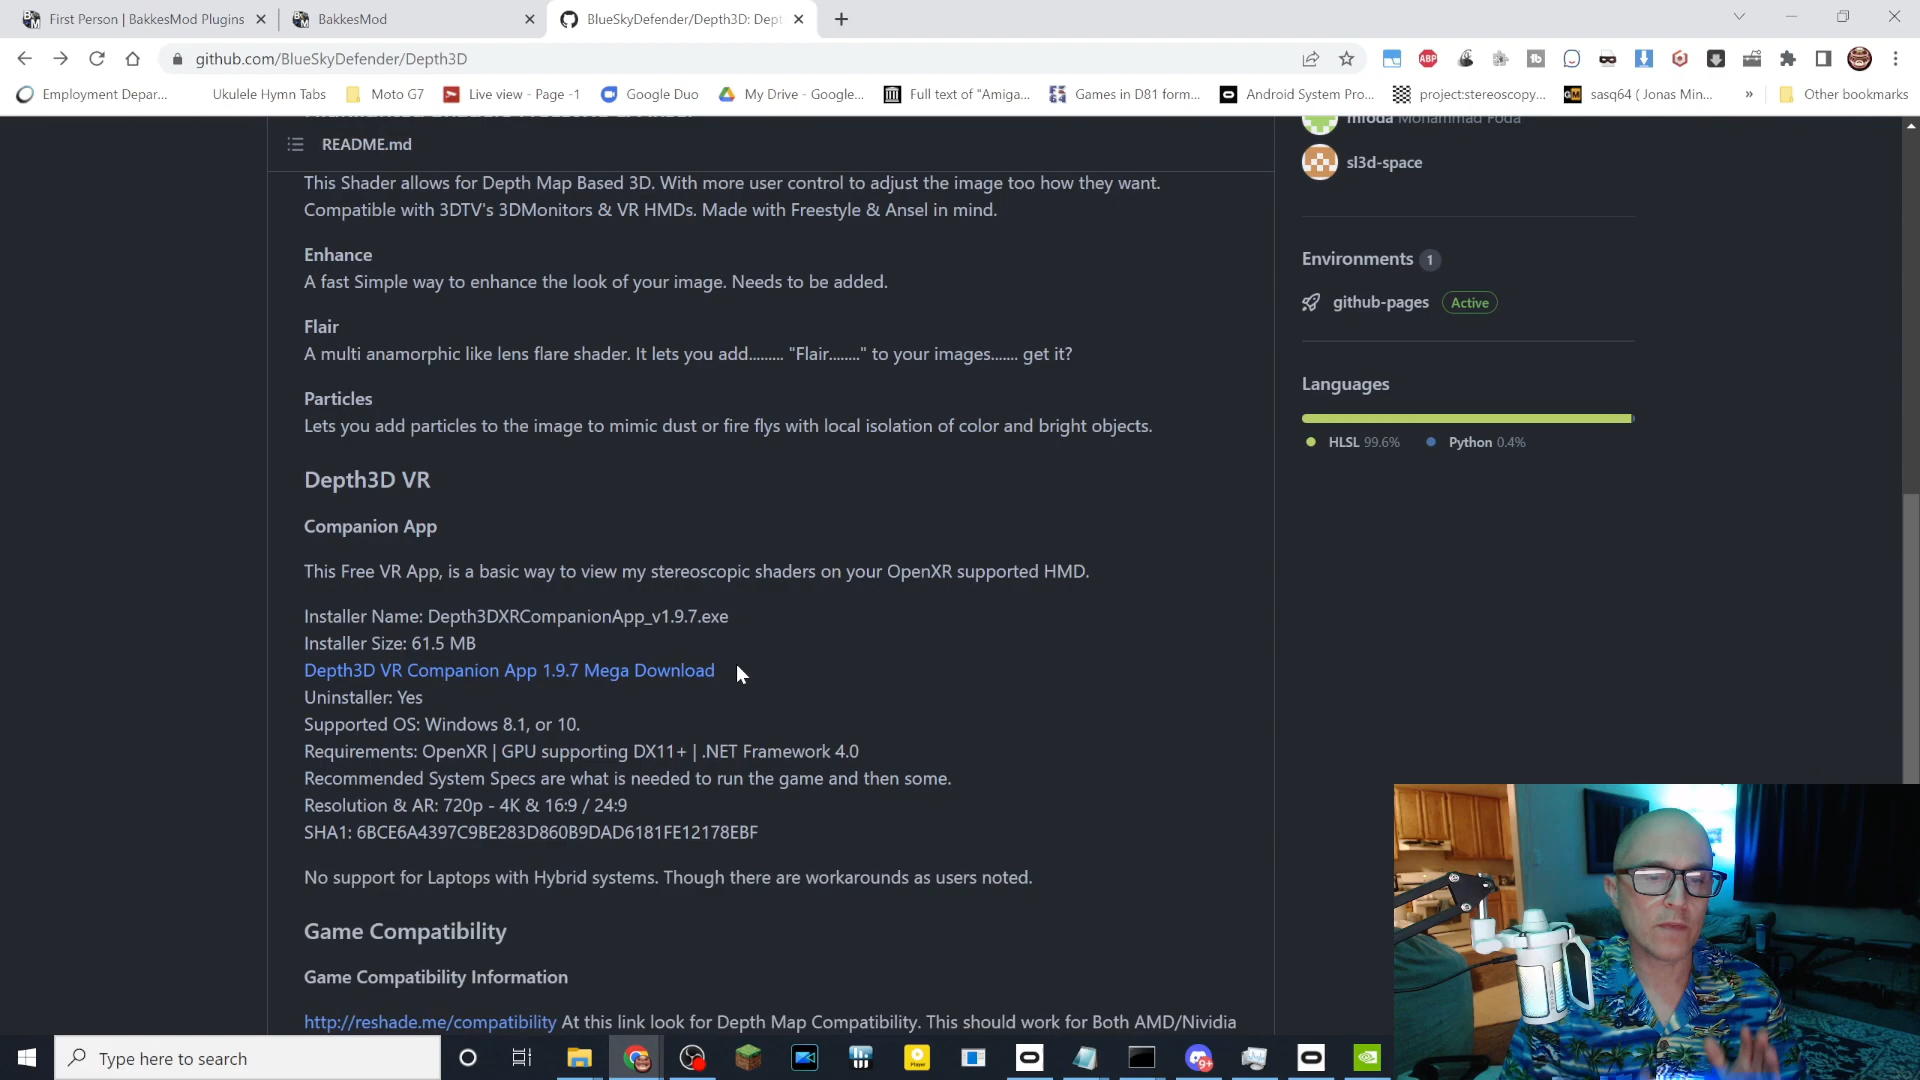 First Person | BakkesMod Plugins
BakkesMod
BlueSkyDefender/Depth3D: Dept
github.com/BlueSkyDefender/Depth3D
ABP
Employment Depar...
Ukulele Hymn Tabs
Moto G7
Live view - Page -1
Google Duo
My Drive - Google...
Full text of "Amiga...
Games in D81 form...
Android System Pro...
project:stereoscopy...
sasq64 ( Jonas Min...
»
Other bookmarks
README.md
This Shader allows for Depth Map Based 3D. With more user control to adjust the image too how they want.
Compatible with 3DTV's 3DMonitors & VR HMDs. Made with Freestyle & Ansel in mind.
Enhance
A fast Simple way to enhance the look of your image. Needs to be added.
Flair
A multi anamorphic like lens flare shader. It lets you add......... "Flair........" to your images....... get it?
Particles
Lets you add particles to the image to mimic dust or fire flys with local isolation of color and bright objects.
Depth3D VR
Companion App
This Free VR App, is a basic way to view my stereoscopic shaders on your OpenXR supported HMD.
Installer Name: Depth3DXRCompanionApp_v1.9.7.exe
Installer Size: 61.5 MB
Depth3D VR Companion App 1.9.7 Mega Download
Uninstaller: Yes
Supported OS: Windows 8.1, or 10.
Requirements: OpenXR | GPU supporting DX11+ | .NET Framework 4.0
Recommended System Specs are what is needed to run the game and then some.
Resolution & AR: 720p - 4K & 16:9 / 24:9
SHA1: 6BCE6A4397C9BE283D860B9DAD6181FE12178EBF
No support for Laptops with Hybrid systems. Though there are workarounds as users noted.
Game Compatibility
Game Compatibility Information
http://reshade.me/compatibility At this link look for Depth Map Compatibility. This should work for Both AMD/Nividia
mfoda Mohammad Foda
sl3d-space
Environments 1
github-pages Active
Languages
HLSL 99.6% Python 0.4%
Type here to search